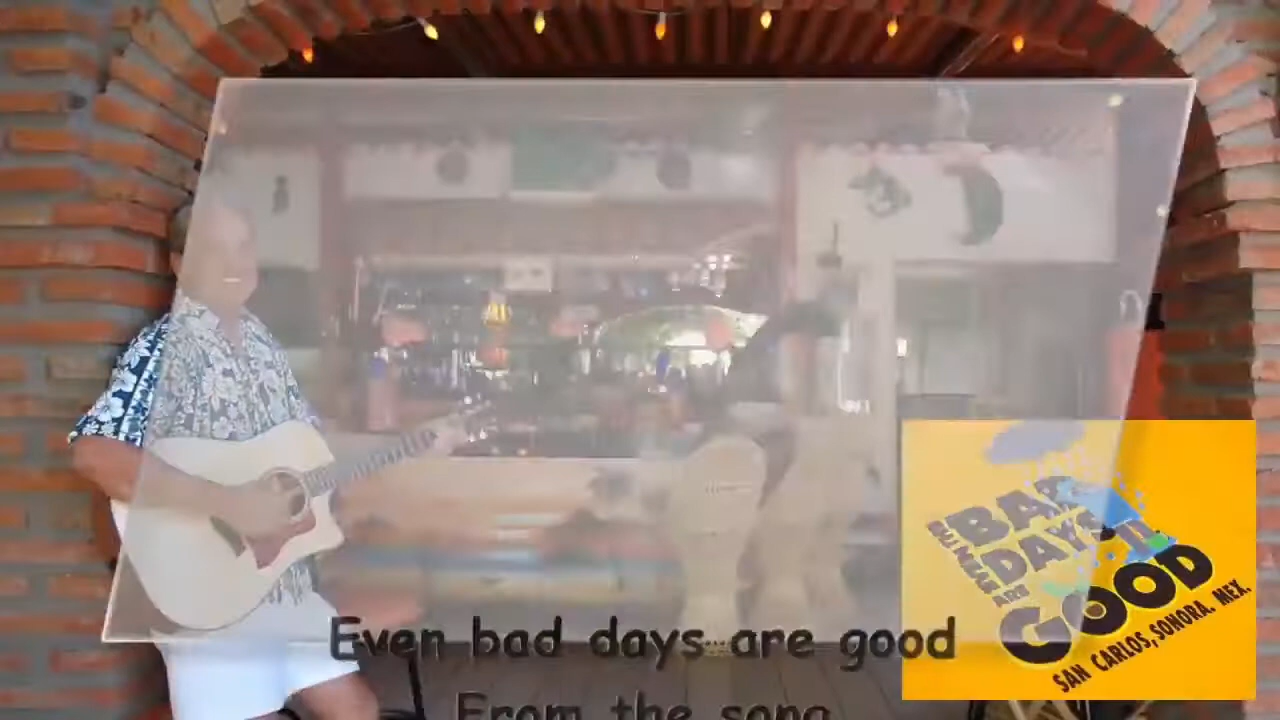 Even bad days are good
From the song
BAD
DAYS
ARE
GOOD
SAN CARLOS, SONORA. MEX.